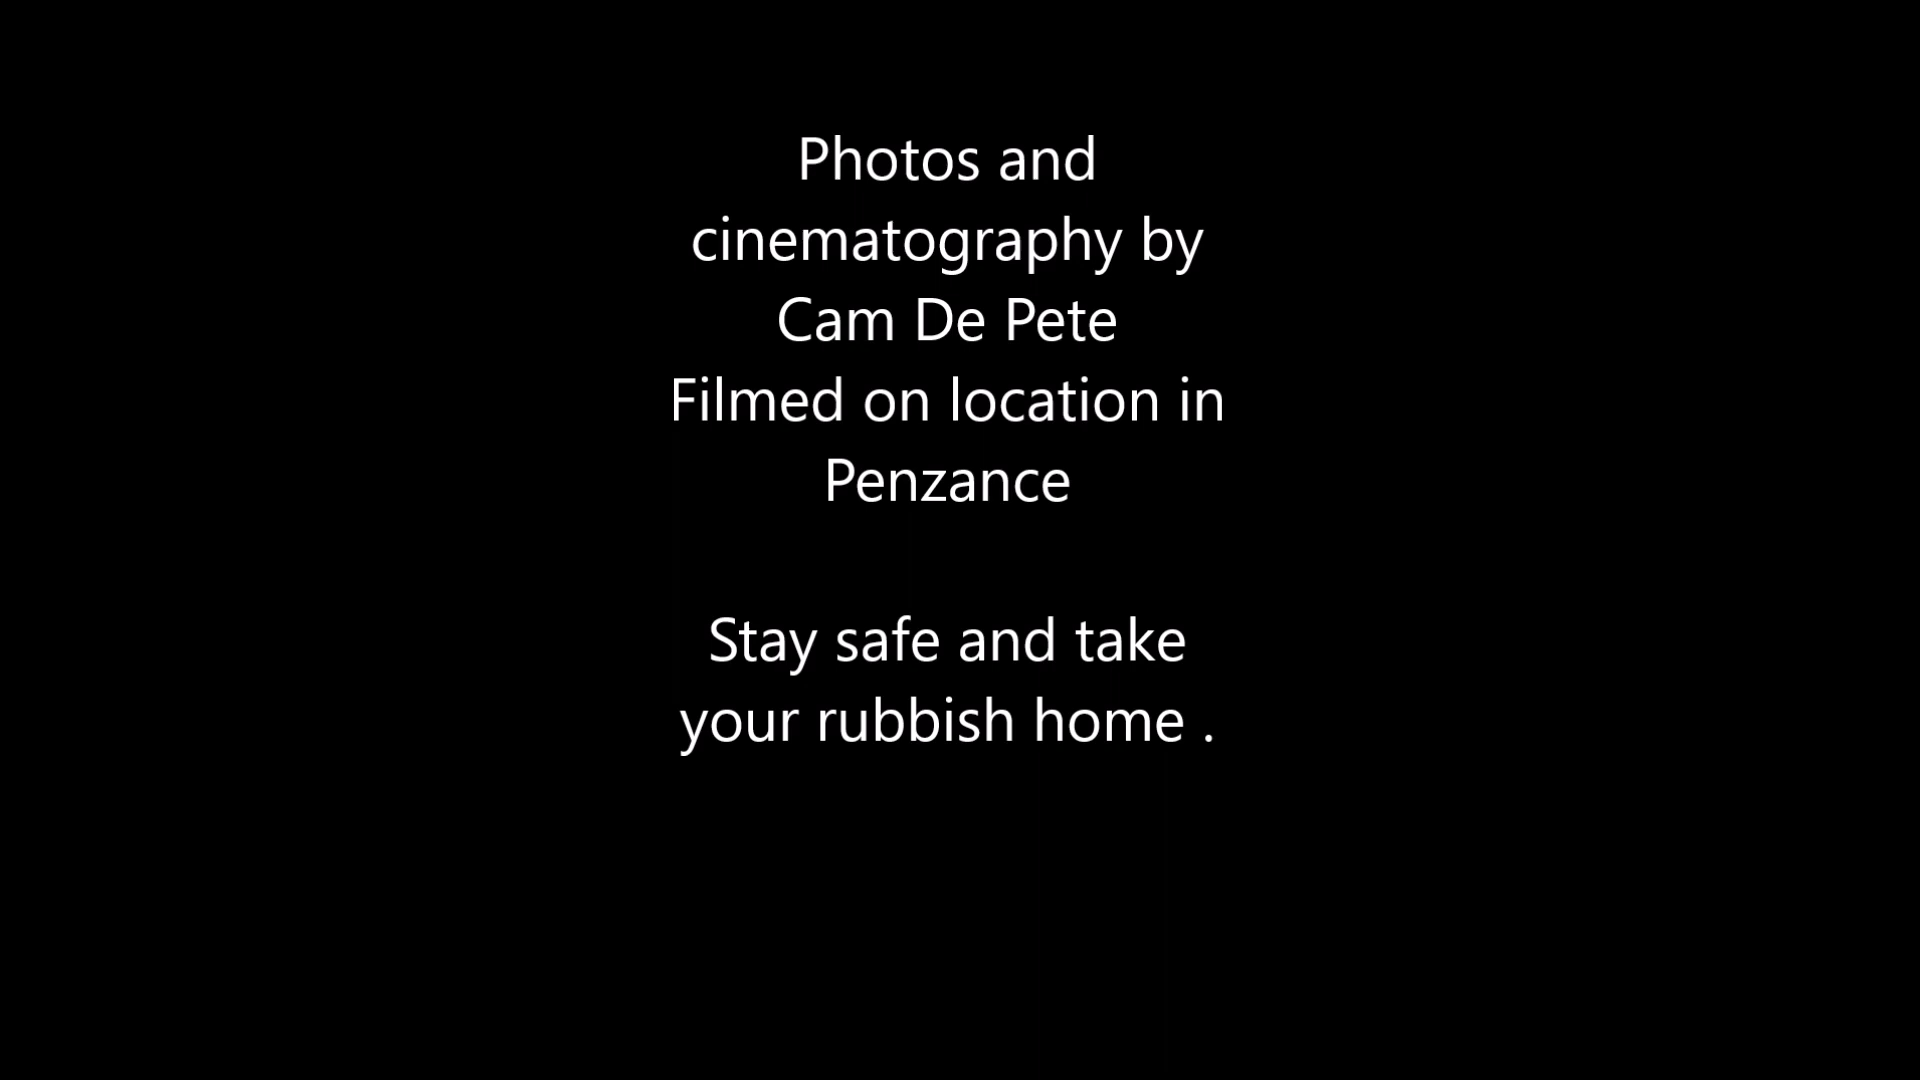 Photos and
cinematography by
Cam De Pete
Filmed on location in
Penzance
Stay safe and take
your rubbish home .